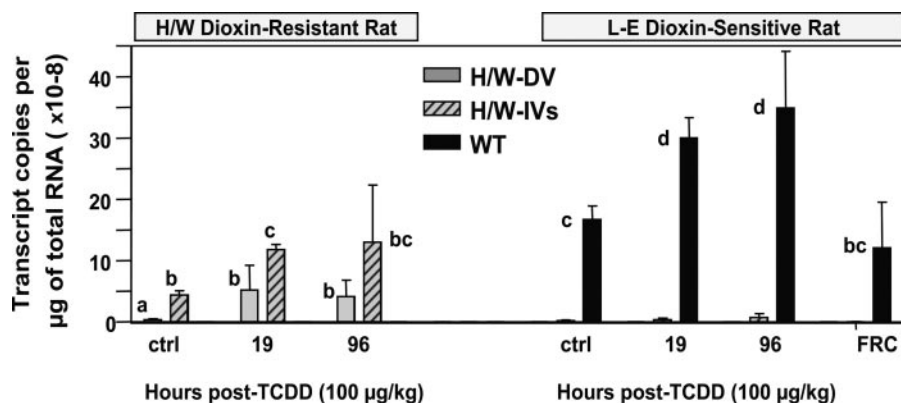 H/W Dioxin-Resistant Rat
L-E Dioxin-Sensitive Rat
Transcript copies per
µg of total RNA ( x10-8)
40
30
20
10
0
H/W-DV
H/W-IVs
WT
a
b
b
c
b
bc
c
d
d
bc
ctrl 19 96
ctrl 19 96 FRC
Hours post-TCDD (100 µg/kg)
Hours post-TCDD (100 µg/kg)